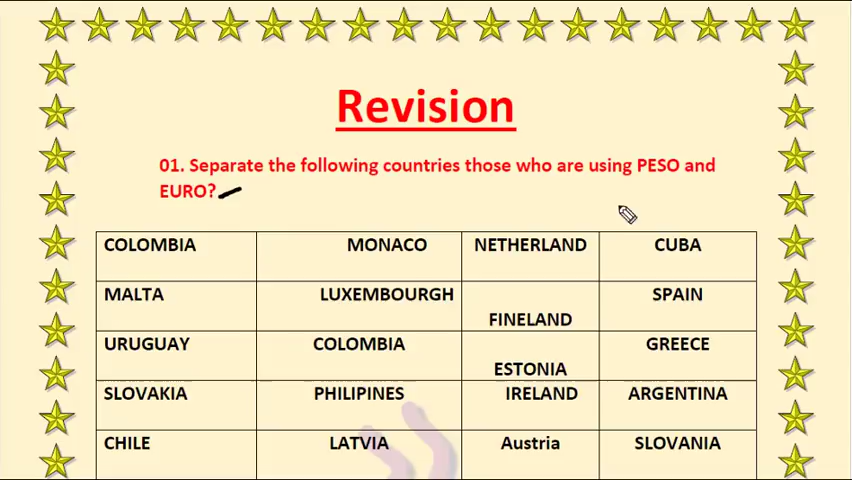 Revision
01. Separate the following countries those who are using PESO and
EURO?
COLOMBIA MONACO NETHERLAND CUBA
MALTA LUXEMBOURGH FINELAND SPAIN
URUGUAY COLOMBIA ESTONIA GREECE
SLOVAKIA PHILIPINES IRELAND ARGENTINA
CHILE LATVIA Austria SLOVANIA